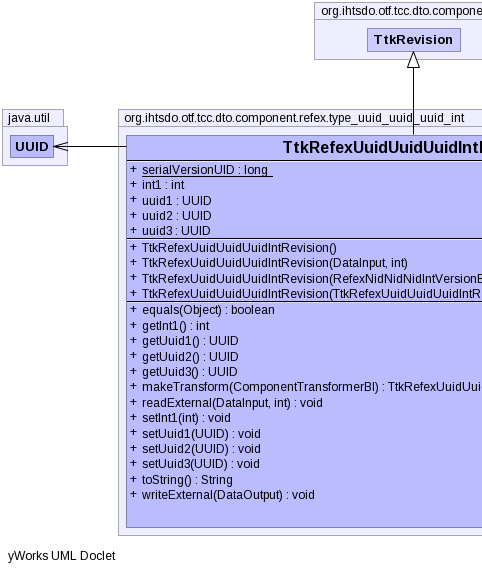 org.ihtsdo.otf.tcc.dto.component
TtkRevision
java.util
UUID
org.ihtsdo.otf.tcc.dto.component.refex.type_uuid_uuid_uuid_int
TtkRefexUuidUuidUuidIntR
+ serialVersionUID : long
+ int1 : int
+ uuid1 : UUID
+ uuid2 : UUID
+ uuid3 : UUID
+ TtkRefexUuidUuidUuidIntRevision()
+ TtkRefexUuidUuidUuidIntRevision(DataInput, int)
+ TtkRefexUuidUuidUuidIntRevision(RefexNidNidNidIntVersionB
+ TtkRefexUuidUuidUuidIntRevision(TtkRefexUuidUuidUuidIntR
+ equals(Object) : boolean
+ getInt1() : int
+ getUuid1() : UUID
+ getUuid2() : UUID
+ getUuid3() : UUID
+ makeTransform(ComponentTransformerBI) : TtkRefexUuidUui
+ readExternal(DataInput, int) : void
+ setInt1(int) : void
+ setUuid1(UUID) : void
+ setUuid2(UUID) : void
+ setUuid3(UUID) : void
+ toString() : String
+ writeExternal(DataOutput) : void
yWorks UML Doclet